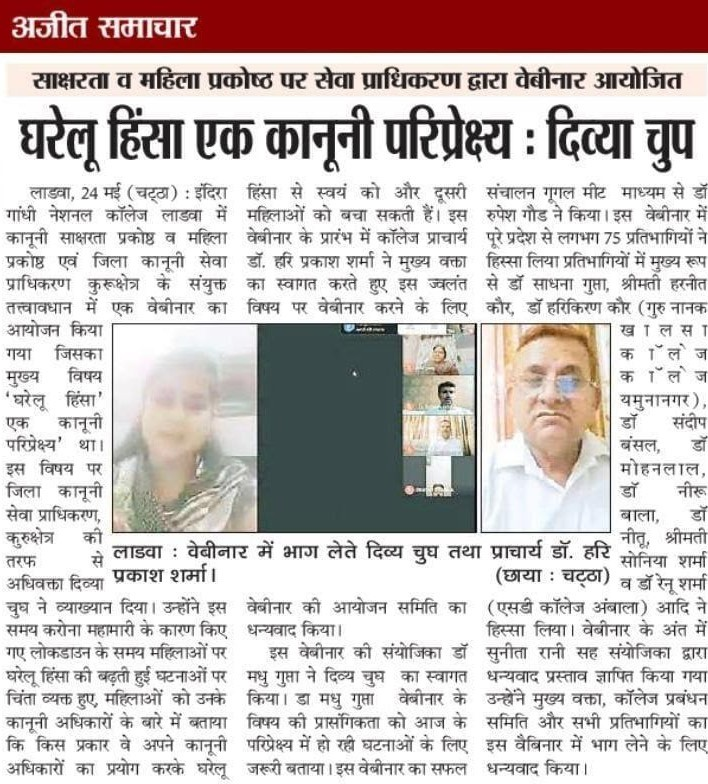 अजीत समाचार
साक्षरता व महिला प्रकोष्ठ पर सेवा प्राधिकरण द्वारा वेबीनार आयोजित
घरेलू हिंसा एक कानूनी परिप्रेक्ष्य : दिव्या चुप
लाडवा, 24 मई (चट्ठा) : इंदिरा
गांधी नेशनल कॉलेज लाडवा में
कानूनी साक्षरता प्रकोष्ठ व महिला
प्रकोष्ठ एवं जिला कानूनी सेवा
प्राधिकरण कुरूक्षेत्र के संयुक्त
तत्त्वावधान में एक वेबीनार का
आयोजन किया
गया जिसका
मुख्य विषय
'घरेलू हिंसा'
एक कानूनी
परिप्रेक्ष्य' था।
इस विषय पर
जिला कानूनी
सेवा प्राधिकरण,
कुरुक्षेत्र की
तरफ से
अधिवक्ता दिव्या
चुघ ने व्याख्यान दिया। उन्होंने इस
समय करोना महामारी के कारण किए
गए लोकडाउन के समय महिलाओं पर
घरेलू हिंसा की बढ़ती हुई घटनाओं पर
चिंता व्यक्त हुए, महिलाओं को उनके
कानूनी अधिकारों के बारे में बताया
कि किस प्रकार वे अपने कानूनी
अधिकारों का प्रयोग करके घरेलू
हिंसा से स्वयं को और दूसरी
महिलाओं को बचा सकती हैं। इस
वेबीनार के प्रारंभ में कॉलेज प्राचार्य
डॉ. हरि प्रकाश शर्मा ने मुख्य वक्ता
का स्वागत करते हुए इस ज्वलंत
विषय पर वेबीनार करने के लिए
लाडवा : वेबीनार में भाग लेते दिव्य चुघ तथा प्राचार्य डॉ. हरि
प्रकाश शर्मा। (छाया : चट्ठा)
वेबीनार की आयोजन समिति का
धन्यवाद किया।
इस वेबीनार की संयोजिका डॉ
मधु गुप्ता ने दिव्य चुघ का स्वागत
किया। डा मधु गुप्ता वेबीनार के
विषय की प्रासंगिकता को आज के
परिप्रेक्ष्य में हो रही घटनाओं के लिए
जरूरी बताया। इस वेबीनार का सफल
संचालन गूगल मीट माध्यम से डॉ
रुपेश गौड ने किया। इस वेबीनार में
पूरे प्रदेश से लगभग 75 प्रतिभागियों ने
हिस्सा लिया प्रतिभागियों में मुख्य रूप
से डॉ साधना गुप्ता, श्रीमती हरनीत
कौर, डॉ हरिकिरण कौर (गुरु नानक
खालसा
कॉलेज
कॉलेज
यमुनानगर),
डॉ संदीप
बंसल, डॉ
मोहनलाल,
डॉ नीरू
बाला, डॉ
नीतू, श्रीमती
सोनिया शर्मा
व डॉ रेनू शर्मा
(एसडी कॉलेज अंबाला) आदि ने
हिस्सा लिया। वेबीनार के अंत में
सुनीता रानी सह संयोजिका द्वारा
धन्यवाद प्रस्ताव ज्ञापित किया गया
उन्होंने मुख्य वक्ता, कॉलेज प्रबंधन
समिति और सभी प्रतिभागियों का
इस वैबिनार में भाग लेने के लिए
धन्यवाद किया।